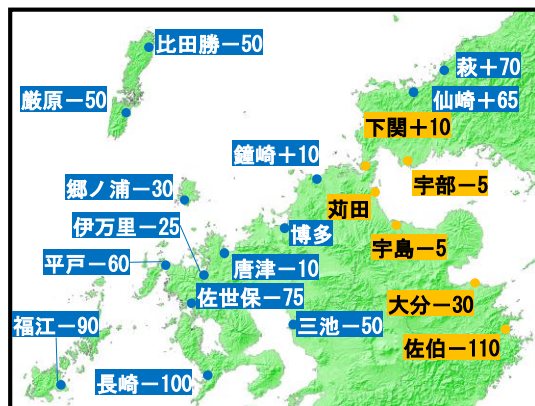 比田勝－50
萩＋70
厳原－50
仙崎＋65
下関＋10
鐘崎＋10
宇部－5
郷ノ浦－30
苅田
伊万里－25
博多
宇島－5
平戸－60
唐津－10
佐世保－75
大分－30
福江－90
三池－50
佐伯－110
長崎－100